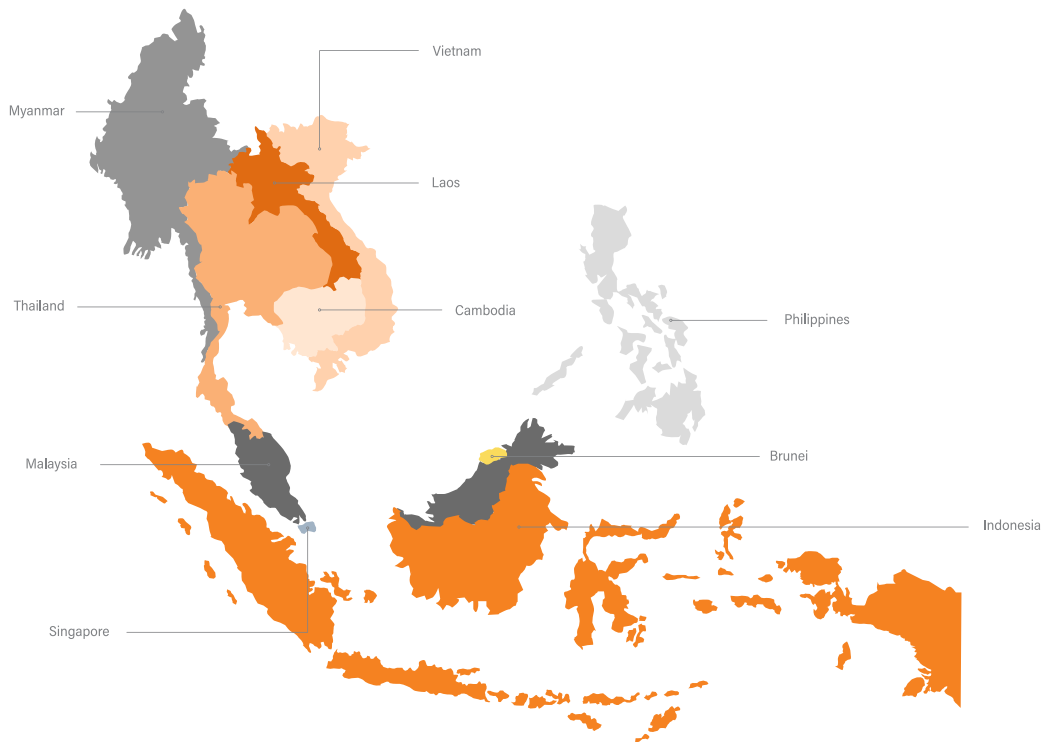 Vietnam
Myanmar
Laos
Thailand
Cambodia
Philippines
Malaysia
Brunei
Indonesia
Singapore